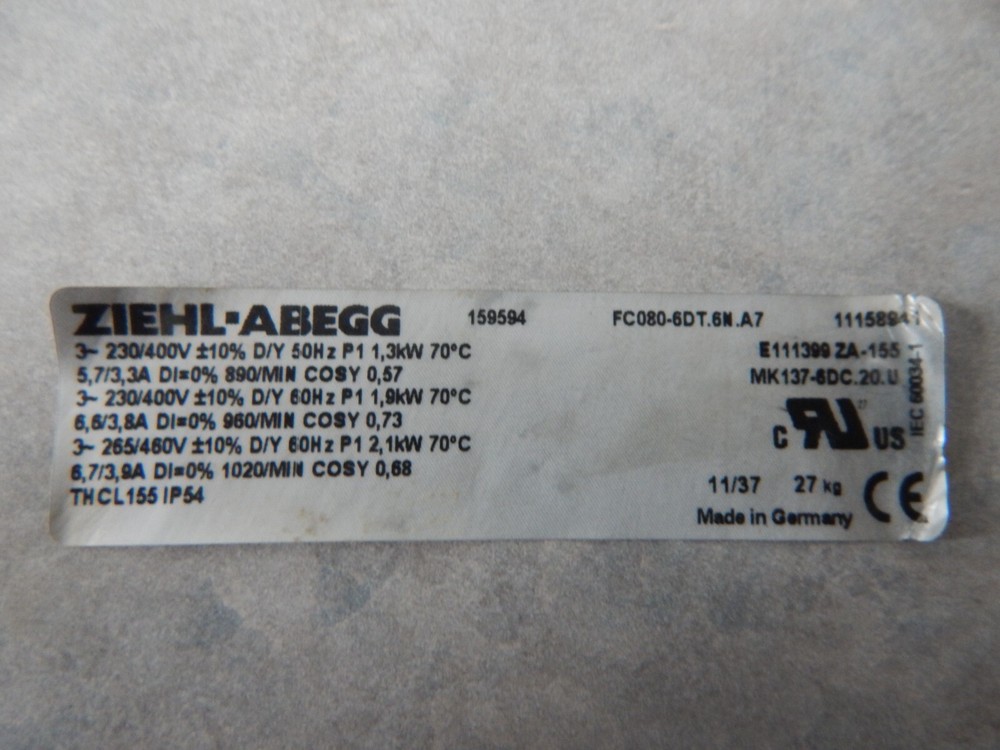 ZIEHL-ABEGG 159594 FC080-6DT.6N.A7
3~ 230/400V ±10% D/Y 50Hz P1 1,3kW 70°C
E111399 ZA-155
5,7/3,3A DI=0% 890/MIN COSY 0,57
MK137-6DC.20.U
3~ 230/400V ±10% D/Y 60Hz P1 1,9kW 70°C
6,6/3,8A DI=0% 960/MIN COSY 0,73
C RU US
3~ 265/460V ±10% D/Y 60Hz P1 2,1kW 70°C
6,7/3,9A DI=0% 1020/MIN COSY 0,68
THCL155 IP54
11/37 27 kg CE
Made in Germany
IEC 60034-1